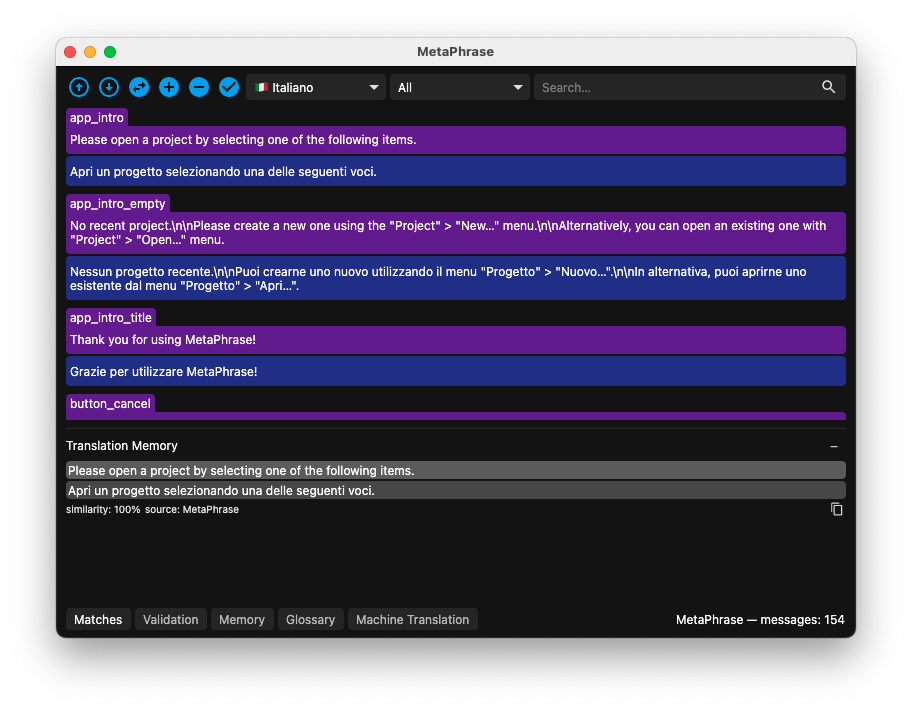 MetaPhrase
Italiano
All
Search...
app_intro
Please open a project by selecting one of the following items.
Apri un progetto selezionando una delle seguenti voci.
app_intro_empty
No recent project.\n\nPlease create a new one using the "Project" > "New..." menu.\n\nAlternatively, you can open an existing one with
"Project" > "Open..." menu.
Nessun progetto recente.\n\nPuoi crearne uno nuovo utilizzando il menu "Progetto" > "Nuovo...".\n\nIn alternativa, puoi aprirne uno
esistente dal menu "Progetto" > "Apri...".
app_intro_title
Thank you for using MetaPhrase!
Grazie per utilizzare MetaPhrase!
button_cancel
Translation Memory
Please open a project by selecting one of the following items.
Apri un progetto selezionando una delle seguenti voci.
similarity: 100% source: MetaPhrase
Matches Validation Memory Glossary Machine Translation MetaPhrase — messages: 154